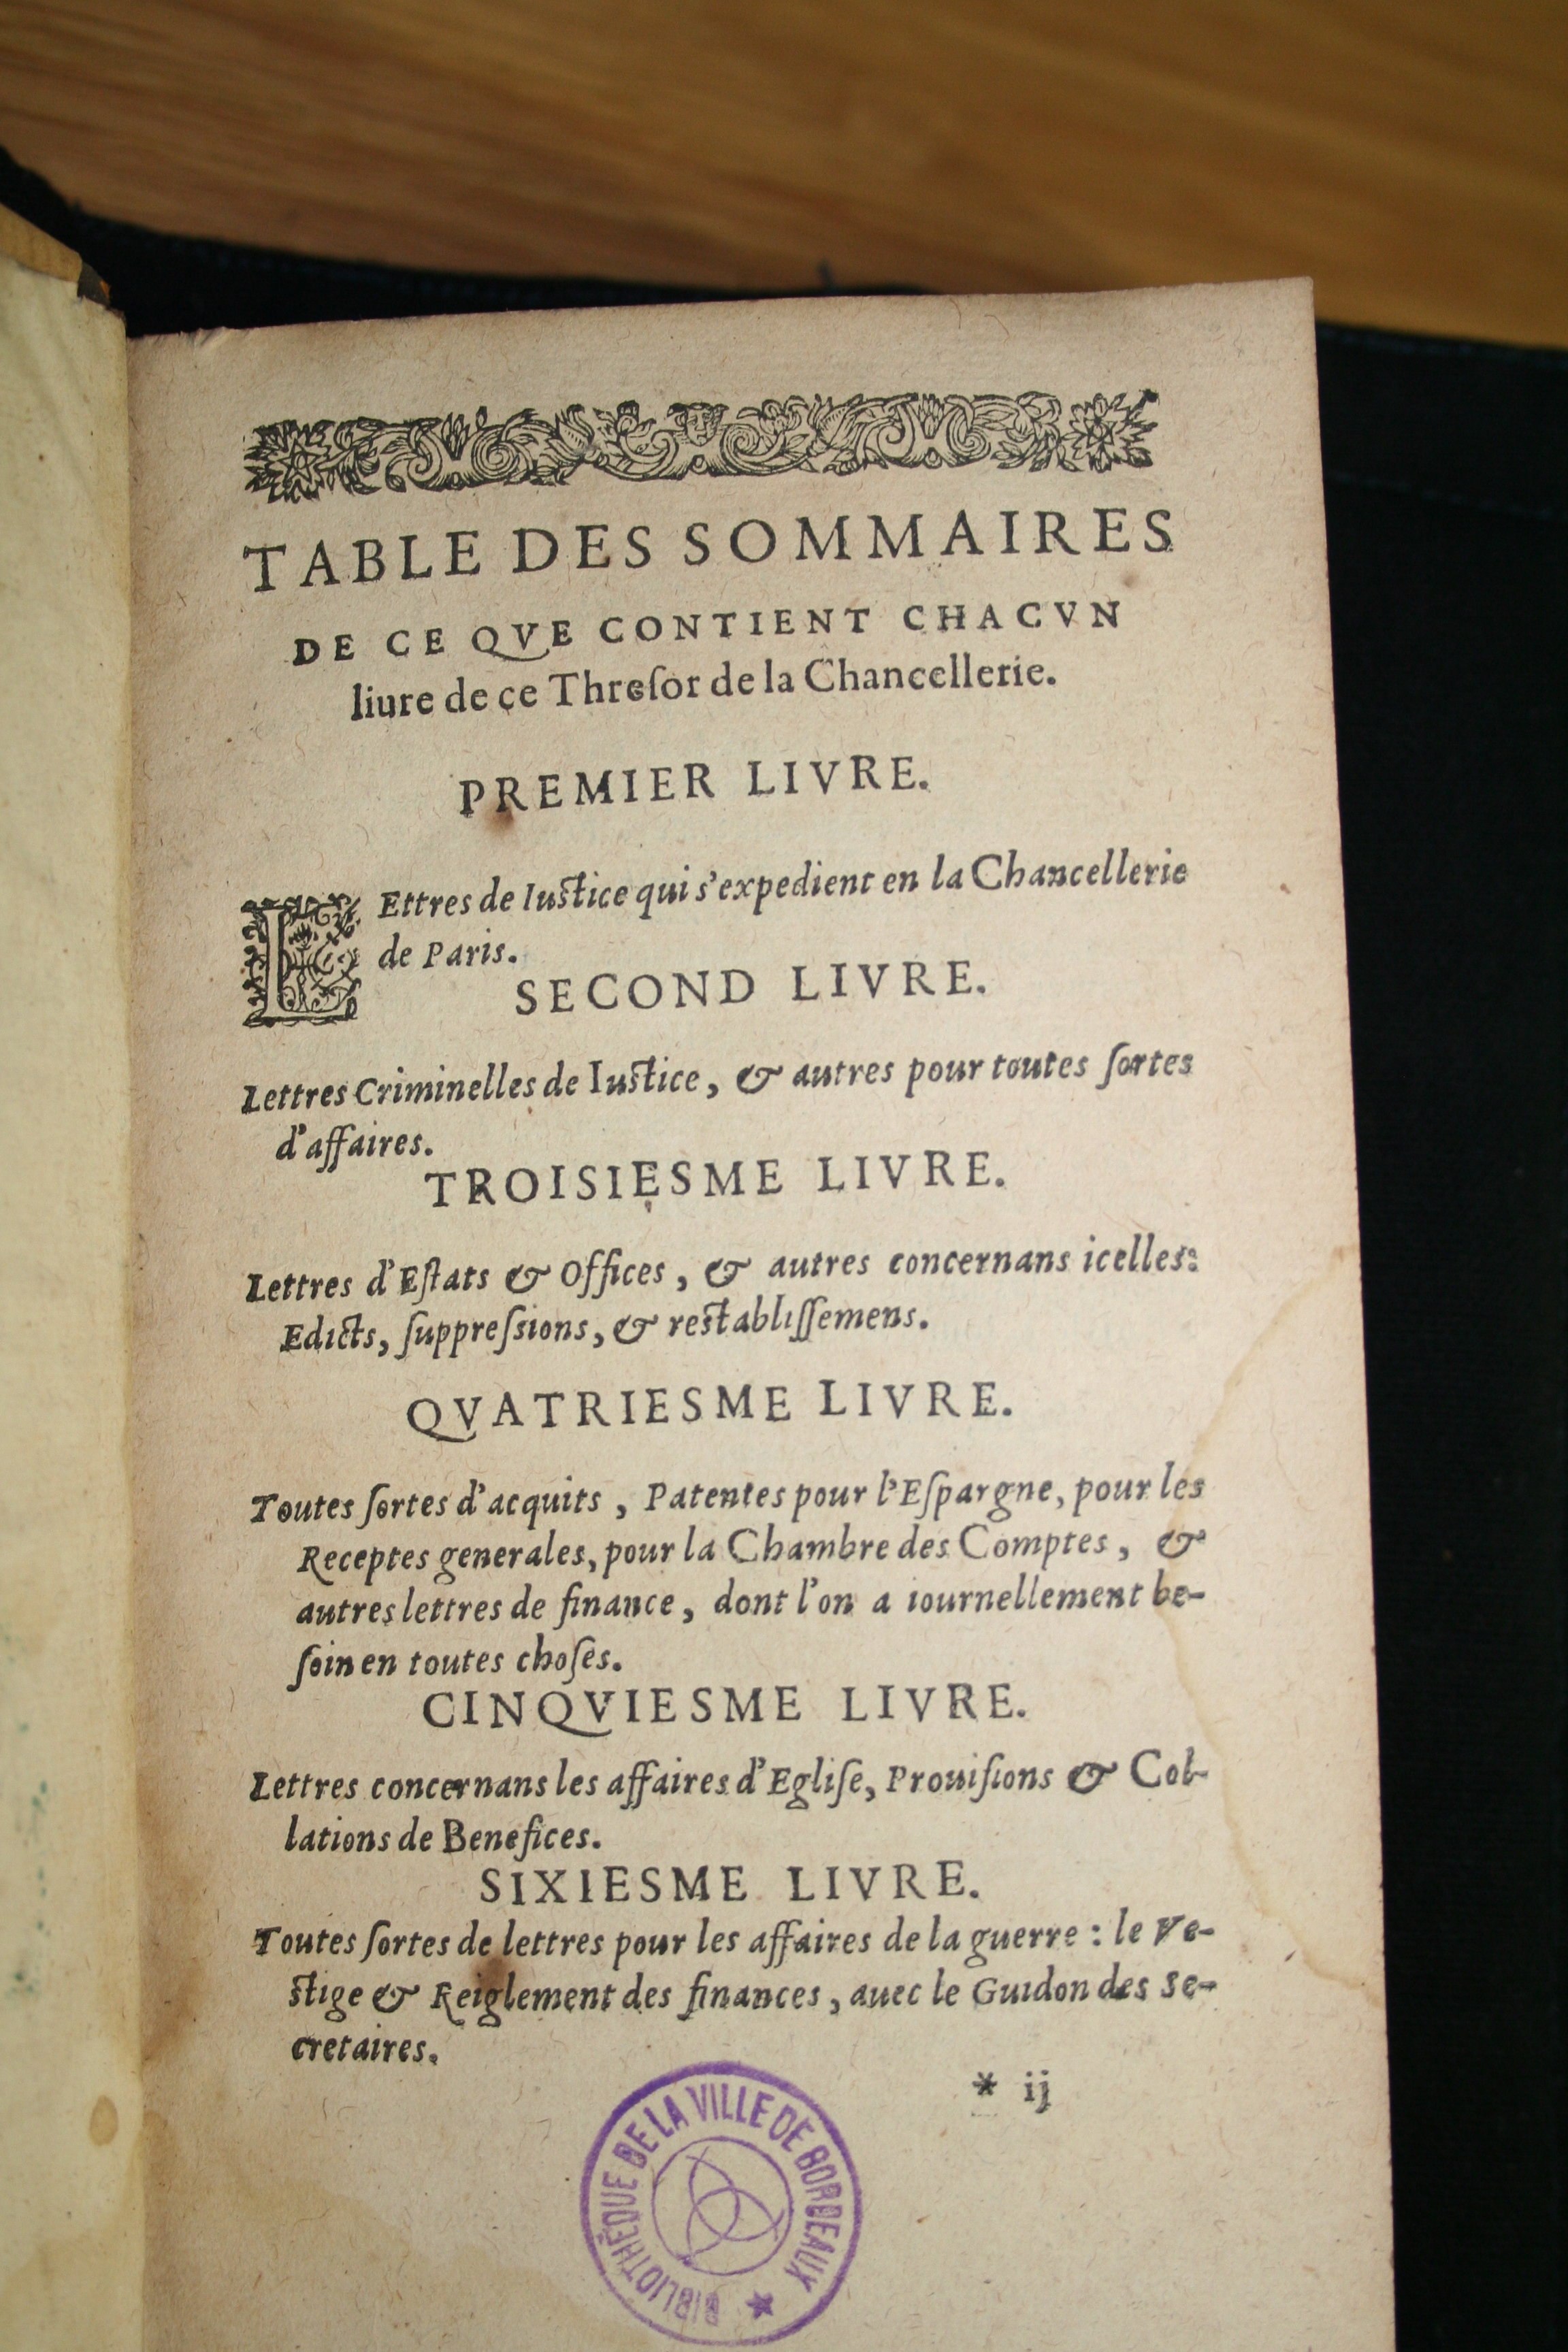 TABLE DES SOMMAIRES
DE CE QVE CONTIENT CHACVN
liure de ce Threſor de la Chancellerie.
PREMIER LIVRE.
LEttres de Iuſtice qui s'expedient en la Chancellerie
de Paris.
SECOND LIVRE.
Lettres Criminelles de Iuſtice, & autres pour toutes ſortes
d'affaires.
TROISIESME LIVRE.
Lettres d'Eſtats & Offices, & autres concernans icelles:
Edicts, ſuppreſsions, & reſtabliſſemens.
QVATRIESME LIVRE.
Toutes ſortes d'acquits, Patentes pour l'Eſpargne, pour les
Receptes generales, pour la Chambre des Comptes, &
autres lettres de finance, dont l'on a iournellement be-
ſoin en toutes choſes.
CINQVIESME LIVRE.
Lettres concernans les affaires d'Egliſe, Prouiſions & Col-
lations de Benefices.
SIXIESME LIVRE.
Toutes ſortes de lettres pour les affaires de la guerre : le Ve-
ſtige & Reiglement des finances, auec le Guidon des Se-
cretaires.
* ij
BIBLIOTHÈQUE DE LA VILLE DE BORDEAUX *